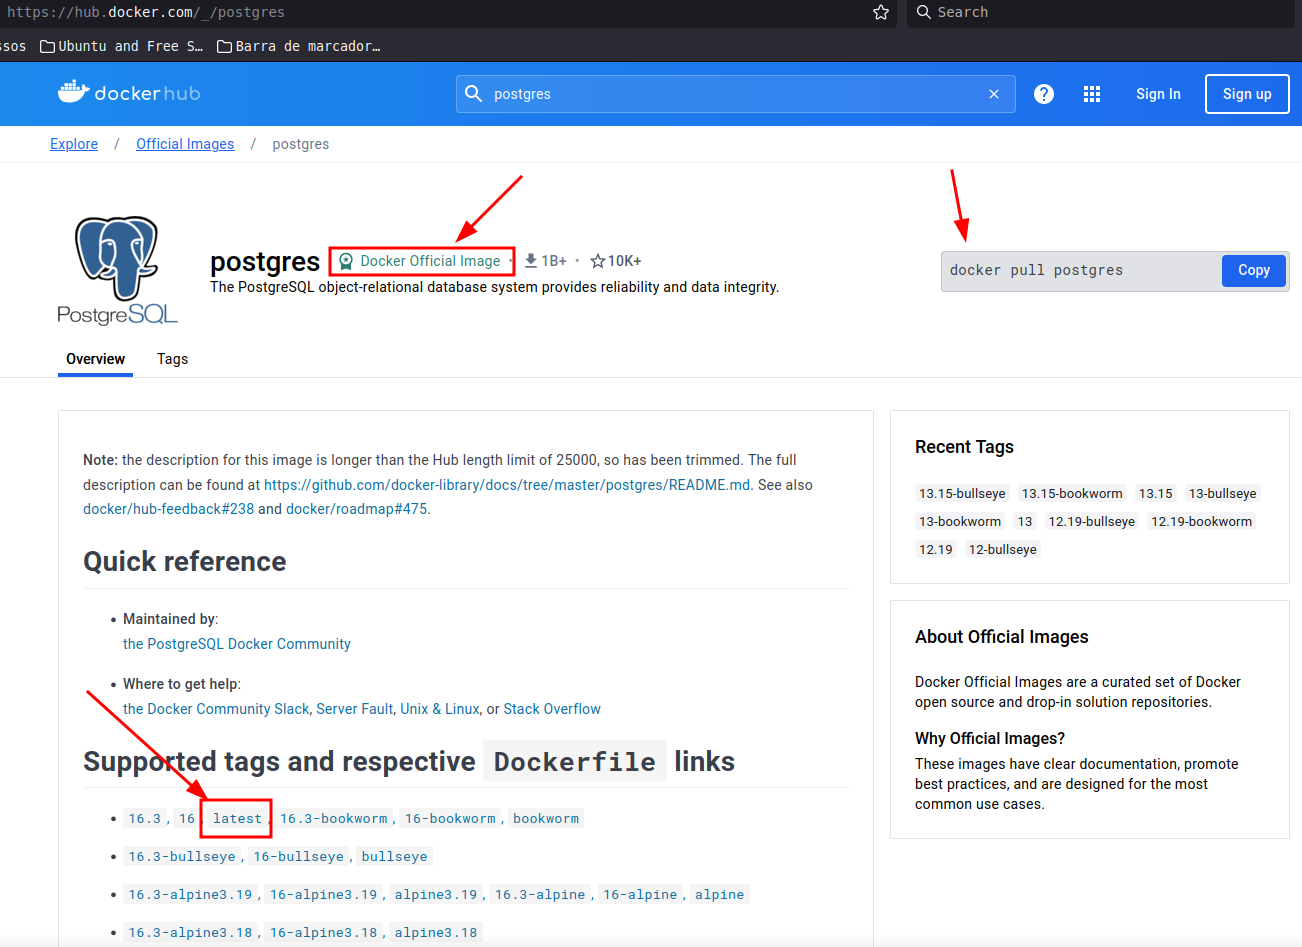 https://hub.docker.com/_/postgres
Search
sos Ubuntu and Free S… Barra de marcador…
docker hub
postgres
Sign In
Sign up
Explore / Official Images / postgres
PostgreSQL
postgres Docker Official Image · 1B+ · 10K+
The PostgreSQL object-relational database system provides reliability and data integrity.
docker pull postgres
Copy
Overview Tags
Note: the description for this image is longer than the Hub length limit of 25000, so has been trimmed. The full
description can be found at https://github.com/docker-library/docs/tree/master/postgres/README.md. See also
docker/hub-feedback#238 and docker/roadmap#475.
Quick reference
• Maintained by:
the PostgreSQL Docker Community
• Where to get help:
the Docker Community Slack, Server Fault, Unix & Linux, or Stack Overflow
Supported tags and respective Dockerfile links
• 16.3, 16, latest, 16.3-bookworm, 16-bookworm, bookworm
• 16.3-bullseye, 16-bullseye, bullseye
• 16.3-alpine3.19, 16-alpine3.19, alpine3.19, 16.3-alpine, 16-alpine, alpine
• 16.3-alpine3.18, 16-alpine3.18, alpine3.18
Recent Tags
13.15-bullseye 13.15-bookworm 13.15 13-bullseye
13-bookworm 13 12.19-bullseye 12.19-bookworm
12.19 12-bullseye
About Official Images
Docker Official Images are a curated set of Docker
open source and drop-in solution repositories.
Why Official Images?
These images have clear documentation, promote
best practices, and are designed for the most
common use cases.